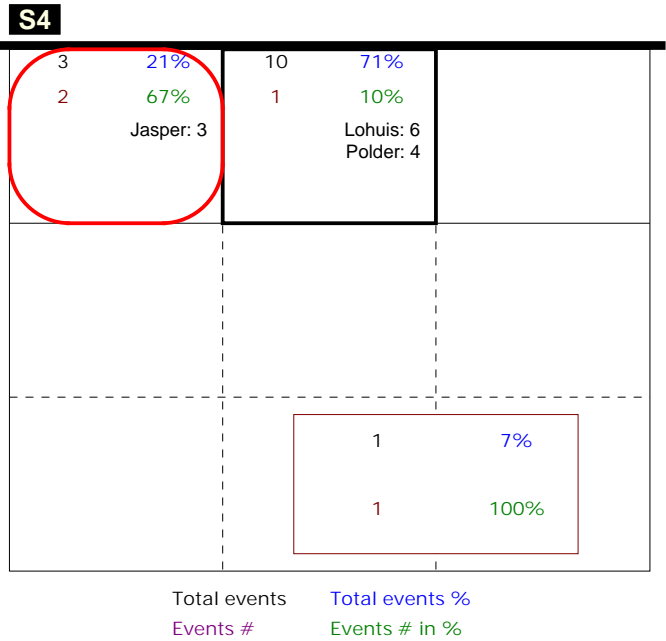 S4
3 21% 10 71%
2 67% 1 10%
Jasper: 3 Lohuis: 6
Polder: 4
1 7%
1 100%
Total events Total events %
Events # Events # in %